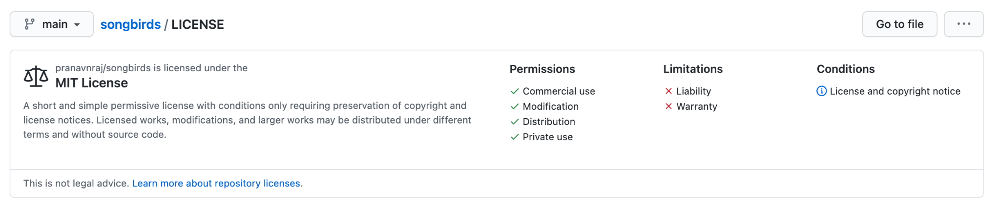 main
songbirds / LICENSE
Go to file
pranavnraj/songbirds is licensed under the
MIT License
A short and simple permissive license with conditions only requiring preservation of copyright and
license notices. Licensed works, modifications, and larger works may be distributed under different
terms and without source code.
Permissions
Commercial use
Modification
Distribution
Private use
Limitations
Liability
Warranty
Conditions
License and copyright notice
This is not legal advice. Learn more about repository licenses.